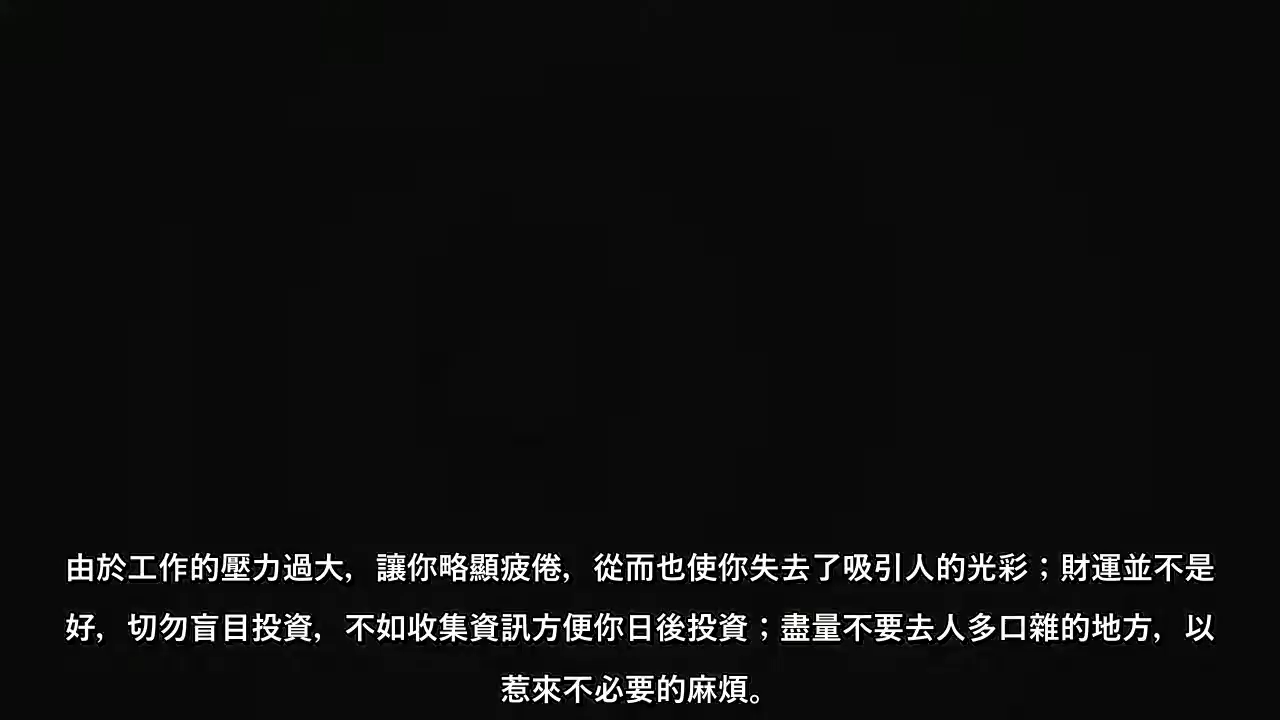 由於工作的壓力過大，讓你略顯疲倦，從而也使你失去了吸引人的光彩；財運並不是
好，切勿盲目投資，不如收集資訊方便你日後投資；盡量不要去人多口雜的地方，以
惹來不必要的麻煩。